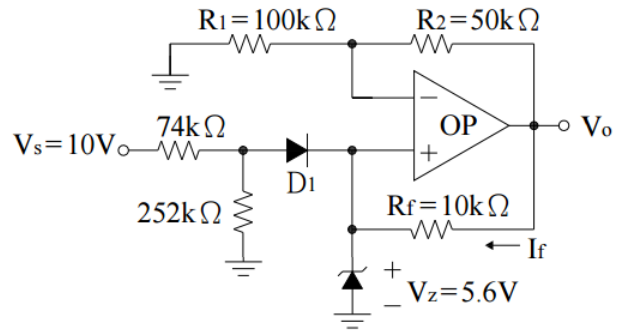 R1=100kΩ R2=50kΩ
− OP Vo
Vs=10V 74kΩ
+
D1
252kΩ Rf=10kΩ
If
+
Vz=5.6V
−